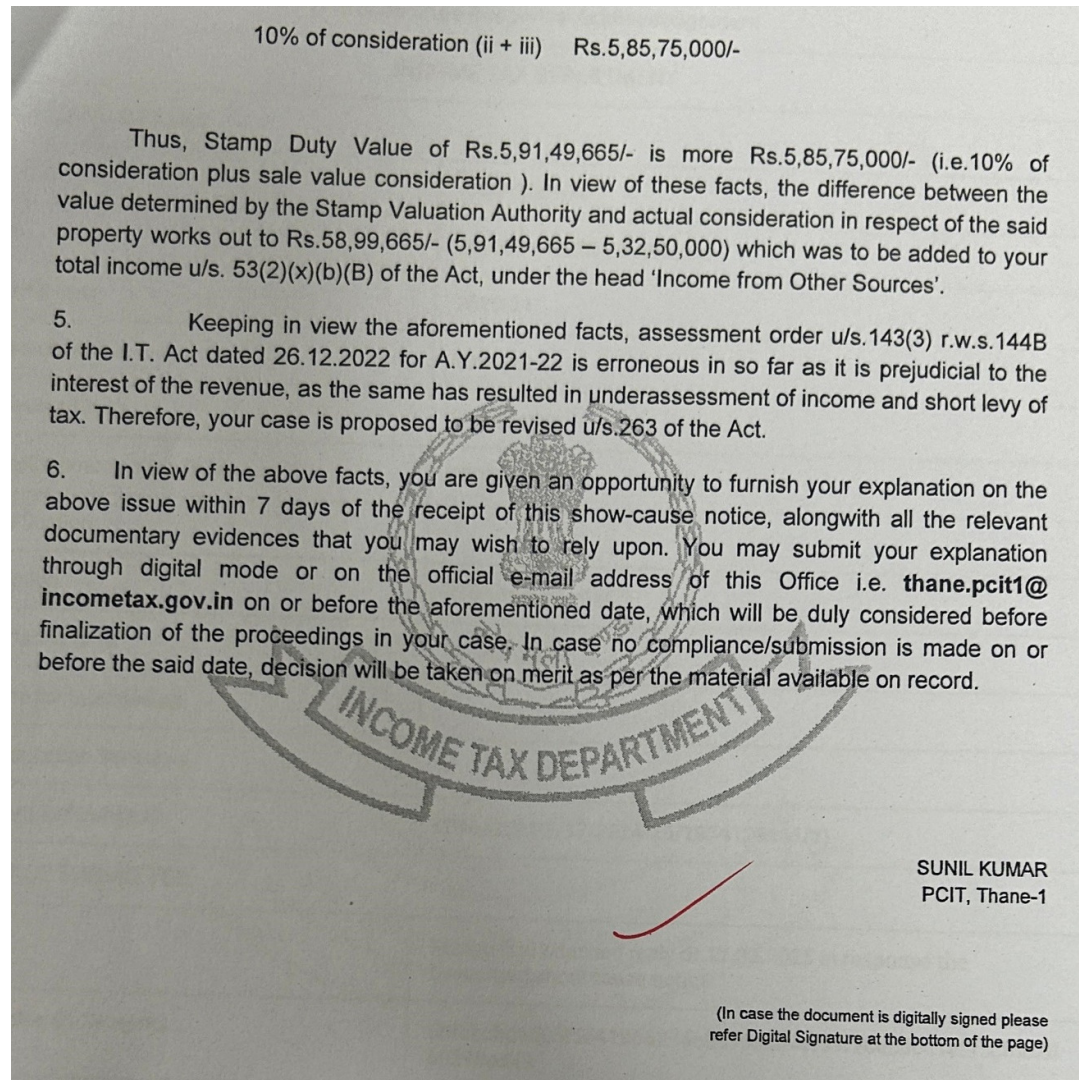 10% of consideration (ii + iii) Rs.5,85,75,000/-
Thus, Stamp Duty Value of Rs.5,91,49,665/- is more Rs.5,85,75,000/- (i.e.10% of
consideration plus sale value consideration ). In view of these facts, the difference between the
value determined by the Stamp Valuation Authority and actual consideration in respect of the said
property works out to Rs.58,99,665/- (5,91,49,665 – 5,32,50,000) which was to be added to your
total income u/s. 53(2)(x)(b)(B) of the Act, under the head 'Income from Other Sources'.
5. Keeping in view the aforementioned facts, assessment order u/s.143(3) r.w.s.144B
of the I.T. Act dated 26.12.2022 for A.Y.2021-22 is erroneous in so far as it is prejudicial to the
interest of the revenue, as the same has resulted in underassessment of income and short levy of
tax. Therefore, your case is proposed to be revised u/s.263 of the Act.
6. In view of the above facts, you are given an opportunity to furnish your explanation on the
above issue within 7 days of the receipt of this show-cause notice, alongwith all the relevant
documentary evidences that you may wish to rely upon. You may submit your explanation
through digital mode or on the official e-mail address of this Office i.e. thane.pcit1@
incometax.gov.in on or before the aforementioned date, which will be duly considered before
finalization of the proceedings in your case. In case no compliance/submission is made on or
before the said date, decision will be taken on merit as per the material available on record.
INCOME TAX DEPARTMENT
SUNIL KUMAR
PCIT, Thane-1
(In case the document is digitally signed please
refer Digital Signature at the bottom of the page)